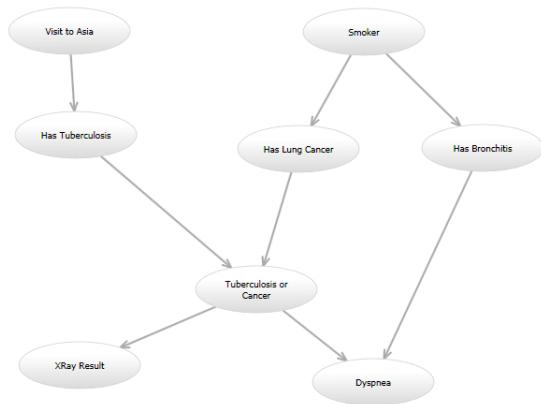 Visit to Asia
Smoker
Has Tuberculosis
Has Lung Cancer
Has Bronchitis
Tuberculosis or
Cancer
XRay Result
Dyspnea